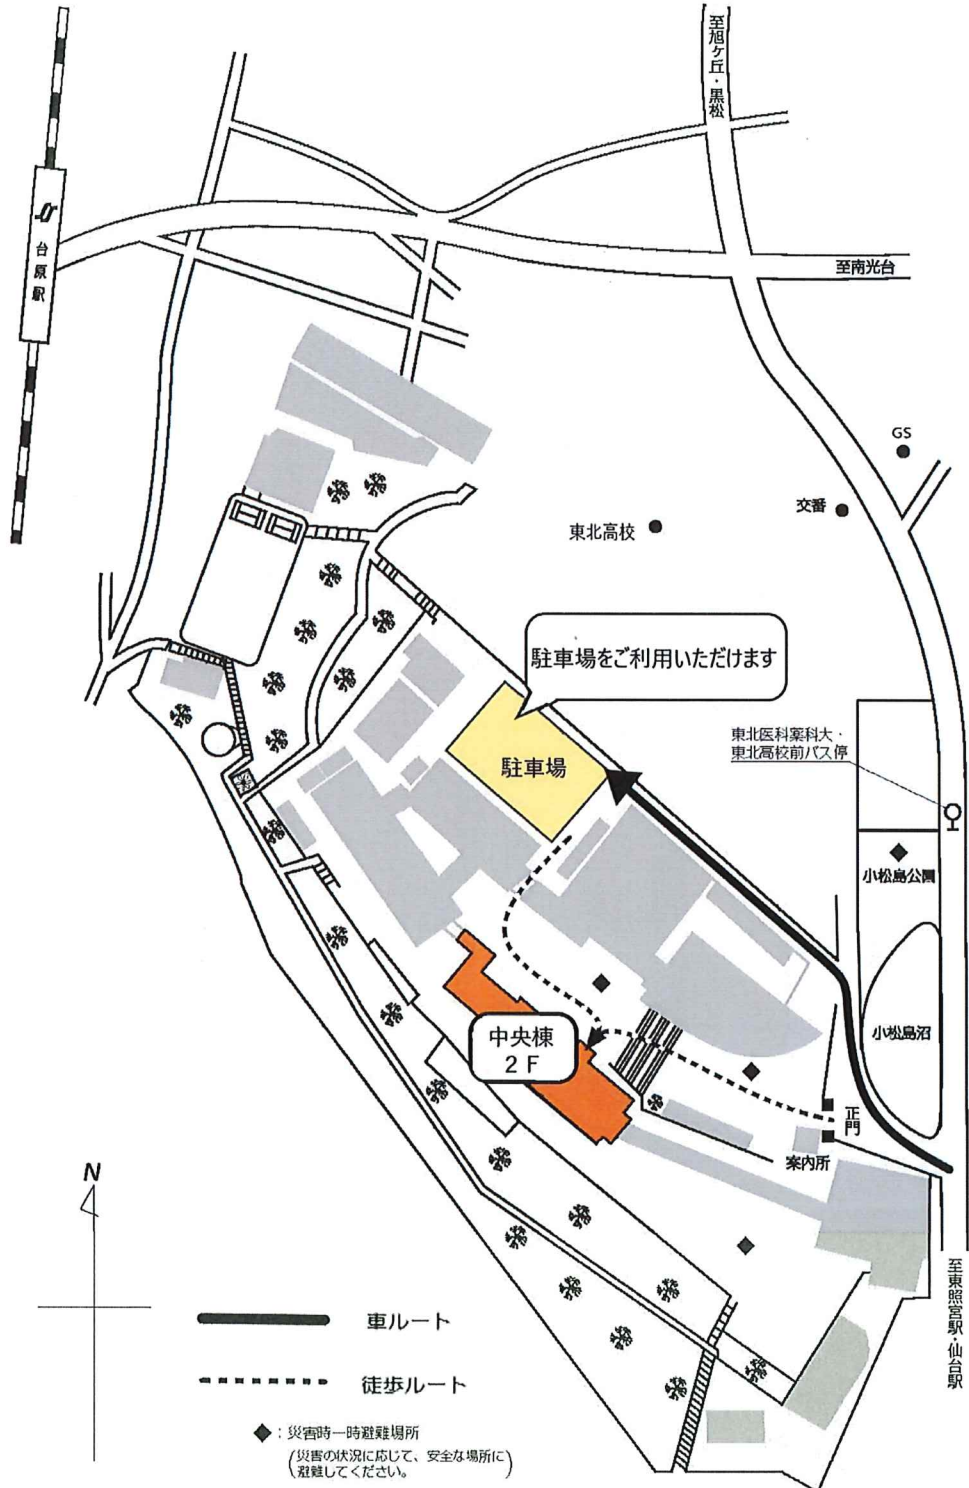 至旭ヶ丘・黒松
台原駅
至南光台
GS
交番
東北高校
駐車場をご利用いただけます
駐車場
東北医科薬科大・
東北高校前バス停
小松島公園
小松島沼
中央棟
2F
正門
案内所
N
至東照宮駅・仙台駅
車ルート
徒歩ルート
◆：災害時一時避難場所
(災害の状況に応じて、安全な場所に
避難してください。)